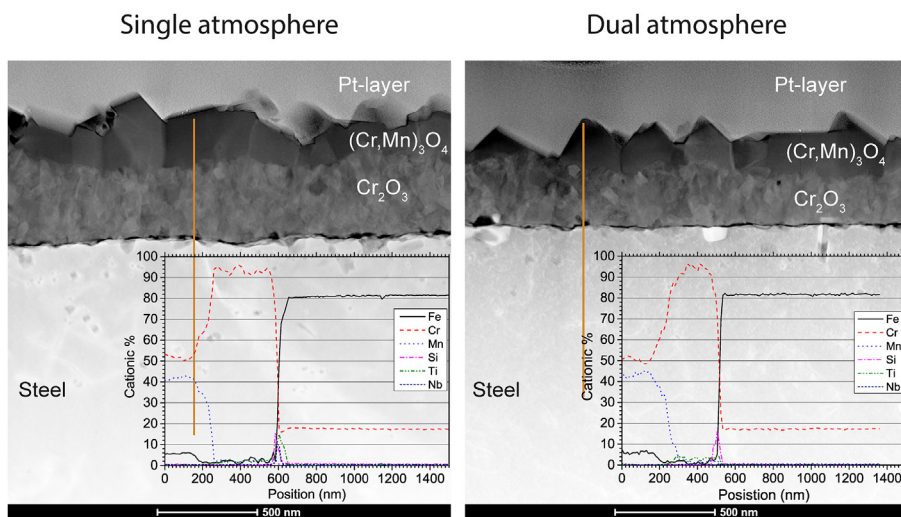 Single atmosphere
Pt-layer
(Cr,Mn)3O4
Cr2O3
Steel
Cationic %
100
90
80
70
60
50
40
30
20
10
0
Fe
Cr
Mn
Si
Ti
Nb
0 200 400 600 800 1000 1200 1400
Position (nm)
500 nm
Dual atmosphere
Pt-layer
(Cr,Mn)3O4
Cr2O3
Steel
Cationic %
100
90
80
70
60
50
40
30
20
10
0
Fe
Cr
Mn
Si
Ti
Nb
0 200 400 600 800 1000 1200 1400
Posistion (nm)
500 nm